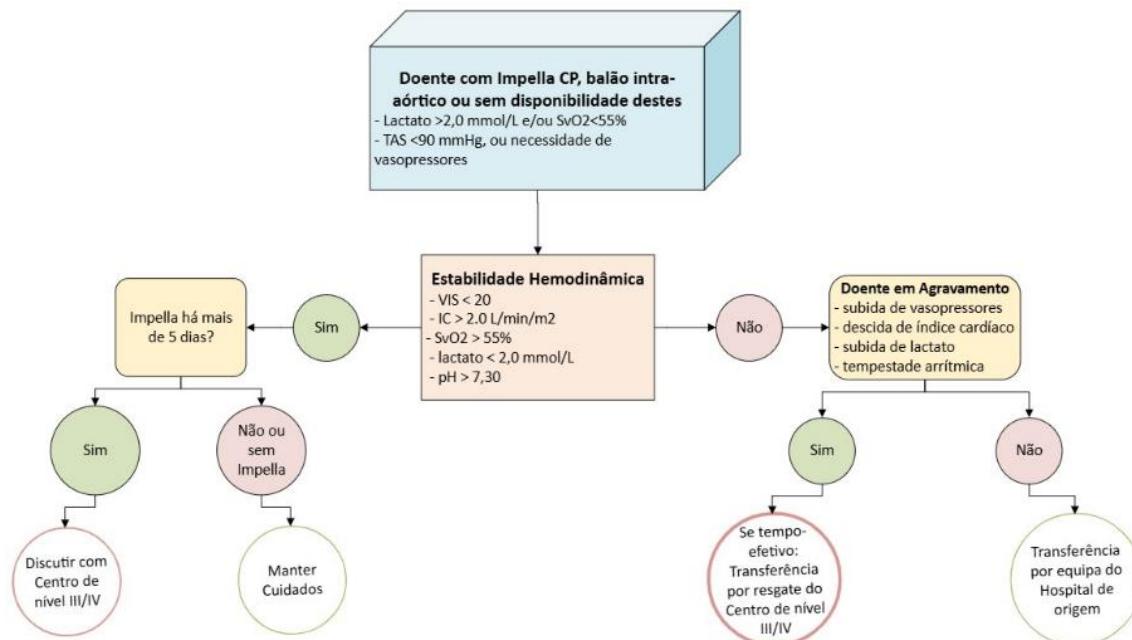 Doente com Impella CP, balão intra-
aórtico ou sem disponibilidade destes
- Lactato >2,0 mmol/L e/ou SvO2<55%
- TAS <90 mmHg, ou necessidade de
vasopressores
Estabilidade Hemodinâmica
- VIS < 20
- IC > 2.0 L/min/m2
- SvO2 > 55%
- lactato < 2,0 mmol/L
- pH > 7,30
Sim
Impella há mais
de 5 dias?
Sim
Não ou
sem
Impella
Discutir com
Centro de
nível III/IV
Manter
Cuidados
Não
Doente em Agravamento
- subida de vasopressores
- descida de índice cardíaco
- subida de lactato
- tempestade arrítmica
Sim
Não
Se tempo-
efetivo:
Transferência
por resgate do
Centro de nível
III/IV
Transferência
por equipa do
Hospital de
origem